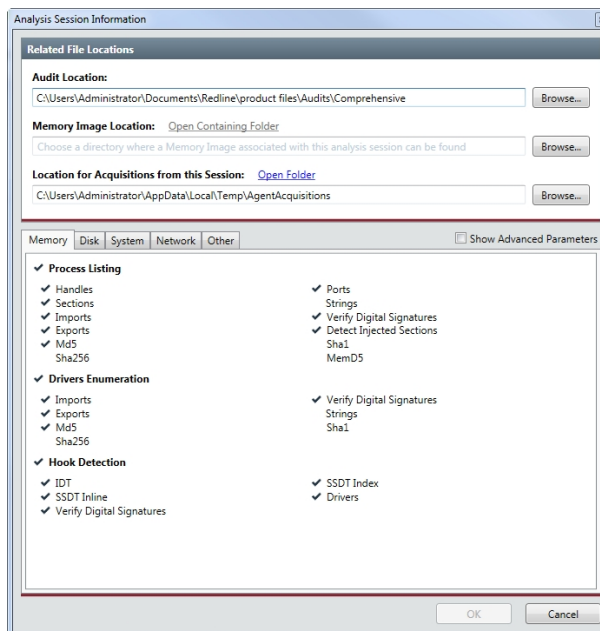 Analysis Session Information
Related File Locations
Audit Location:
C:\Users\Administrator\Documents\Redline\product files\Audits\Comprehensive
Browse...
Memory Image Location: Open Containing Folder
Choose a directory where a Memory Image associated with this analysis session can be found
Browse...
Location for Acquisitions from this Session: Open Folder
C:\Users\Administrator\AppData\Local\Temp\AgentAcquisitions
Browse...
Memory Disk System Network Other Show Advanced Parameters
Process Listing
Handles Ports
Sections Strings
Imports Verify Digital Signatures
Exports Detect Injected Sections
Md5 Sha1
Sha256 MemD5
Drivers Enumeration
Imports Verify Digital Signatures
Exports Strings
Md5 Sha1
Sha256
Hook Detection
IDT SSDT Index
SSDT Inline Drivers
Verify Digital Signatures
OK Cancel